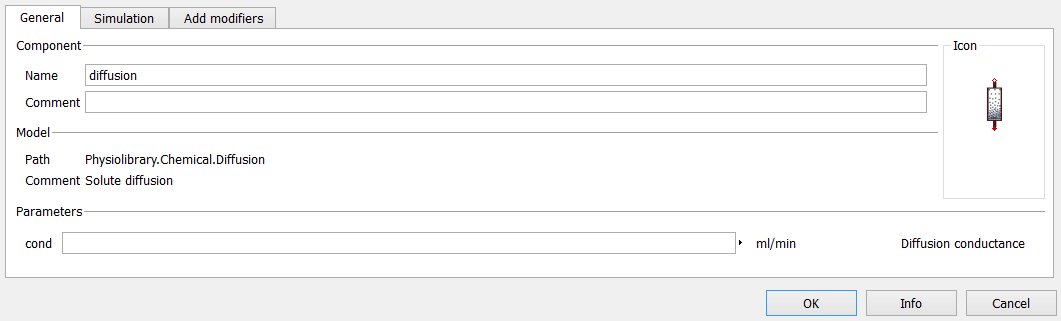 General Simulation Add modifiers
Component Icon
Name diffusion
Comment
Model
Path Physiolibrary.Chemical.Diffusion
Comment Solute diffusion
Parameters
cond ml/min Diffusion conductance
OK Info Cancel